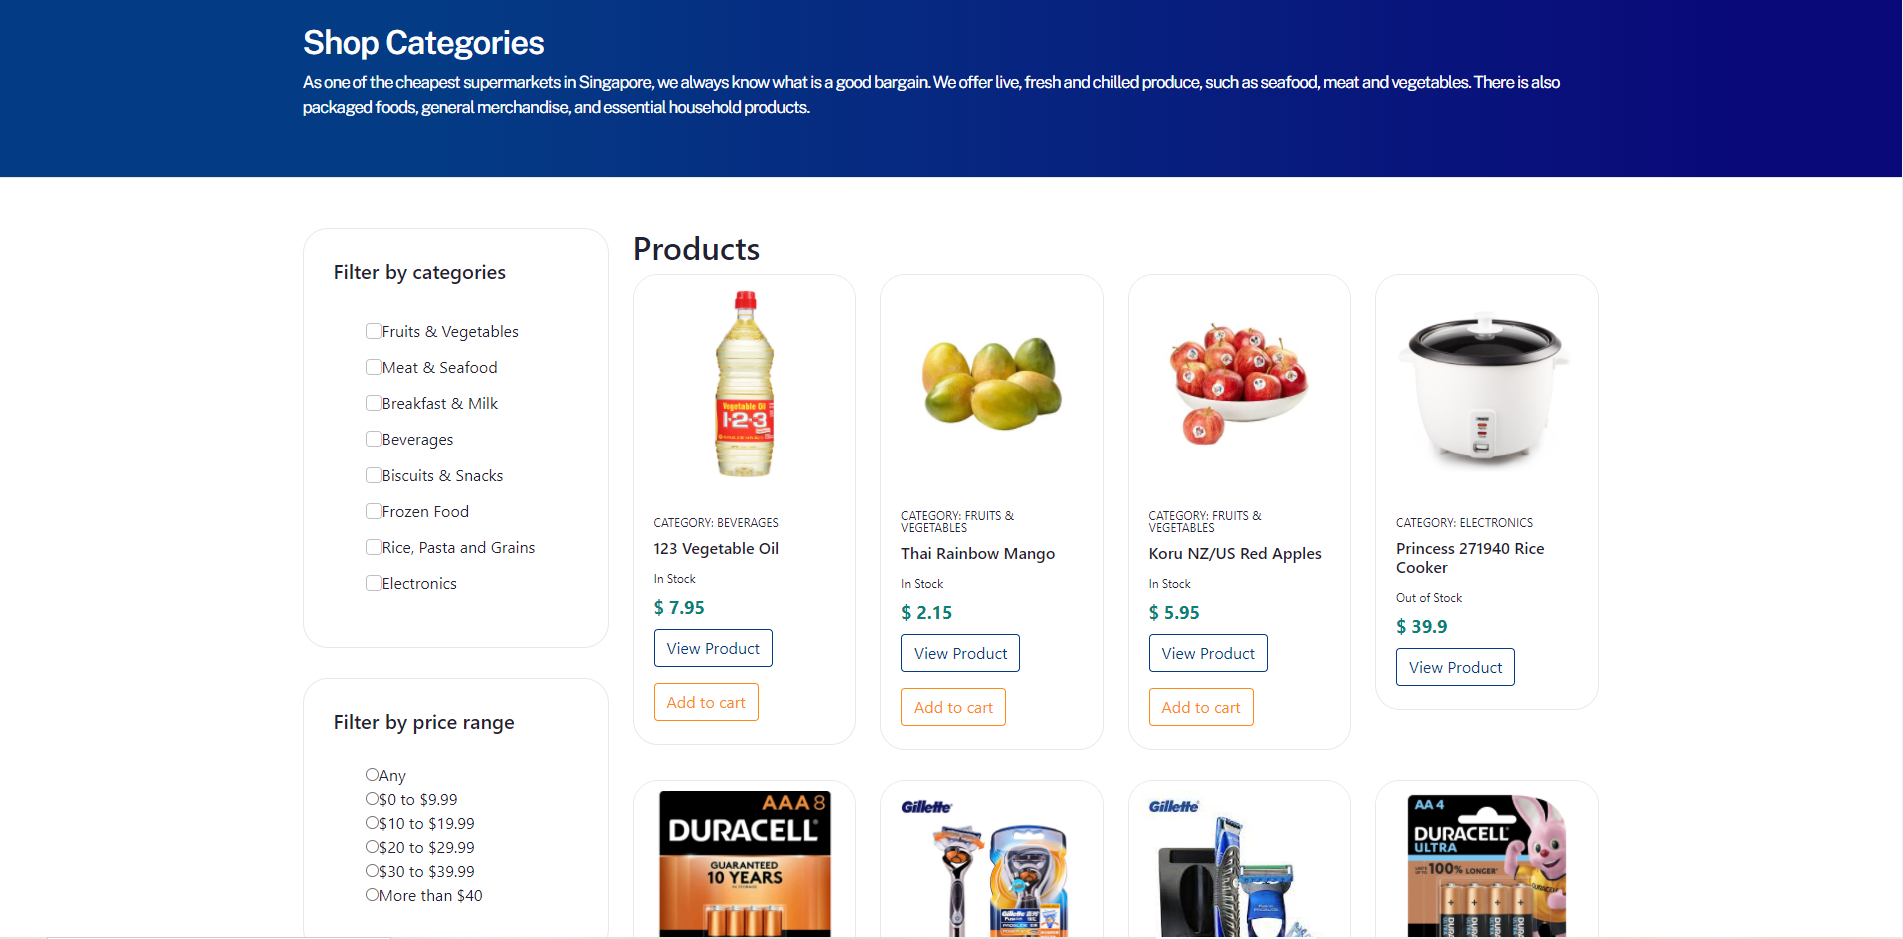 Shop Categories
As one of the cheapest supermarkets in Singapore, we always know what is a good bargain. We offer live, fresh and chilled produce, such as seafood, meat and vegetables. There is also
packaged foods, general merchandise, and essential household products.
Filter by categories
Fruits & Vegetables
Meat & Seafood
Breakfast & Milk
Beverages
Biscuits & Snacks
Frozen Food
Rice, Pasta and Grains
Electronics
Filter by price range
Any
$0 to $9.99
$10 to $19.99
$20 to $29.99
$30 to $39.99
More than $40
Products
Vegetable Oil
1-2-3
CATEGORY: BEVERAGES
123 Vegetable Oil
In Stock
$ 7.95
View Product
Add to cart
CATEGORY: FRUITS &
VEGETABLES
Thai Rainbow Mango
In Stock
$ 2.15
View Product
Add to cart
CATEGORY: FRUITS &
VEGETABLES
Koru NZ/US Red Apples
In Stock
$ 5.95
View Product
Add to cart
CATEGORY: ELECTRONICS
Princess 271940 Rice
Cooker
Out of Stock
$ 39.9
View Product
AAA 8
DURACELL
GUARANTEED
10 YEARS
IN STORAGE
Gillette
Gillette
Gillette
AA 4
DURACELL
ULTRA
UP TO 100% LONGER
DURACELL